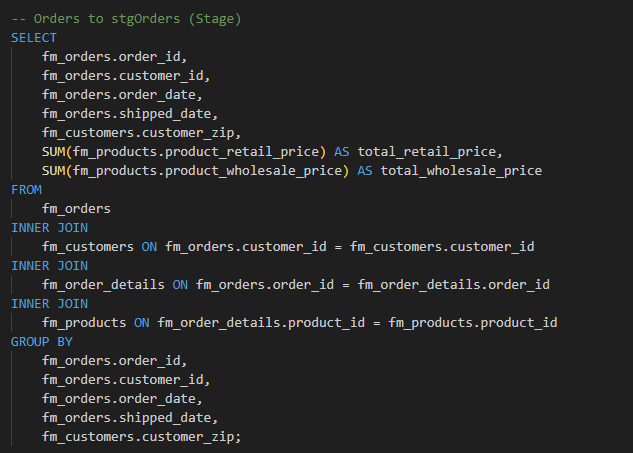 -- Orders to stgOrders (Stage)
SELECT
    fm_orders.order_id,
    fm_orders.customer_id,
    fm_orders.order_date,
    fm_orders.shipped_date,
    fm_customers.customer_zip,
    SUM(fm_products.product_retail_price) AS total_retail_price,
    SUM(fm_products.product_wholesale_price) AS total_wholesale_price
FROM
    fm_orders
INNER JOIN
    fm_customers ON fm_orders.customer_id = fm_customers.customer_id
INNER JOIN
    fm_order_details ON fm_orders.order_id = fm_order_details.order_id
INNER JOIN
    fm_products ON fm_order_details.product_id = fm_products.product_id
GROUP BY
    fm_orders.order_id,
    fm_orders.customer_id,
    fm_orders.order_date,
    fm_orders.shipped_date,
    fm_customers.customer_zip;